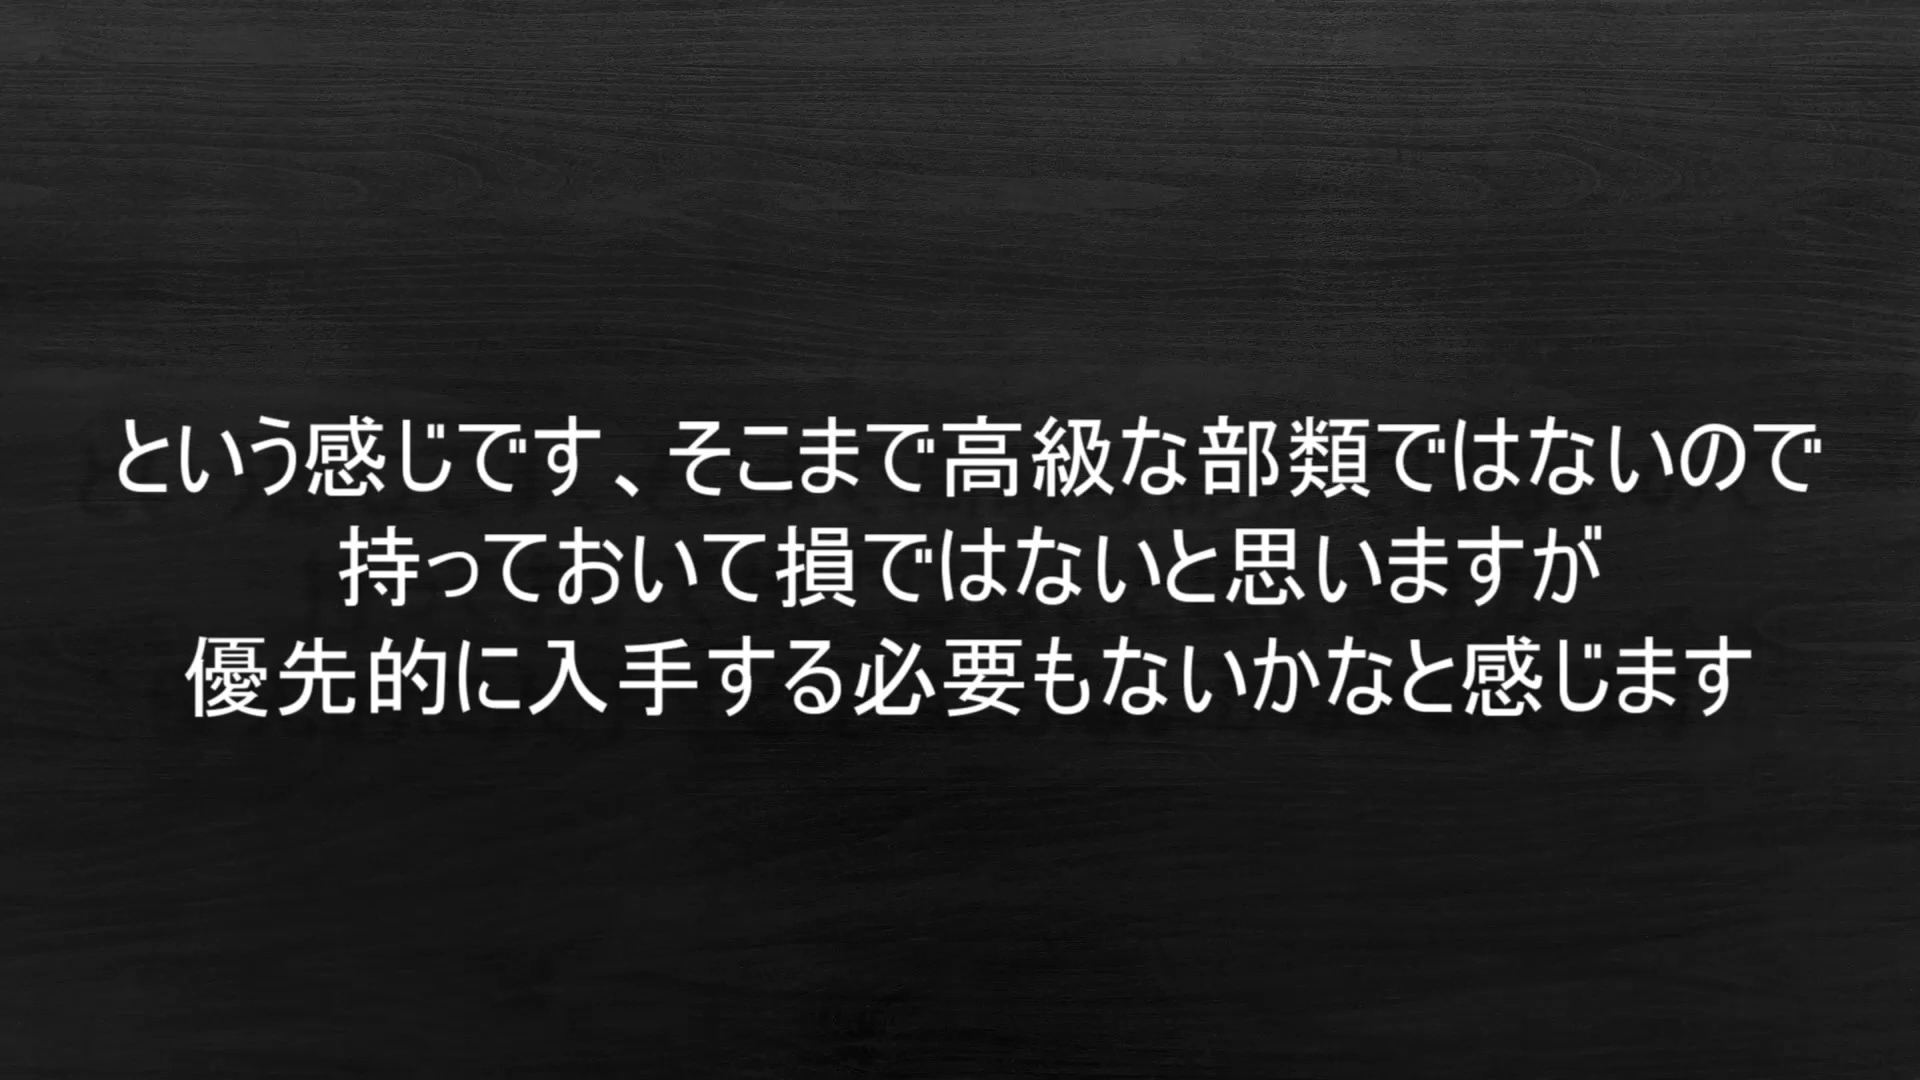 という感じです、そこまで高級な部類ではないので
持っておいて損ではないと思いますが
優先的に入手する必要もないかなと感じます